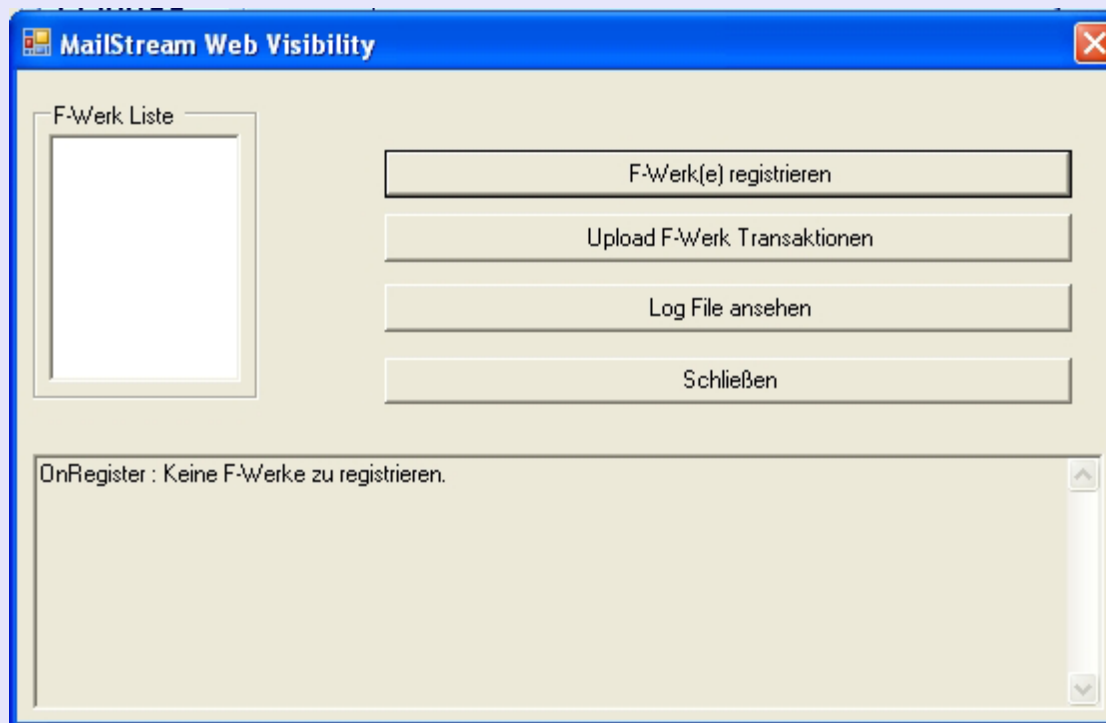 MailStream Web Visibility
F-Werk Liste
F-Werk(e) registrieren
Upload F-Werk Transaktionen
Log File ansehen
Schließen
OnRegister : Keine F-Werke zu registrieren.